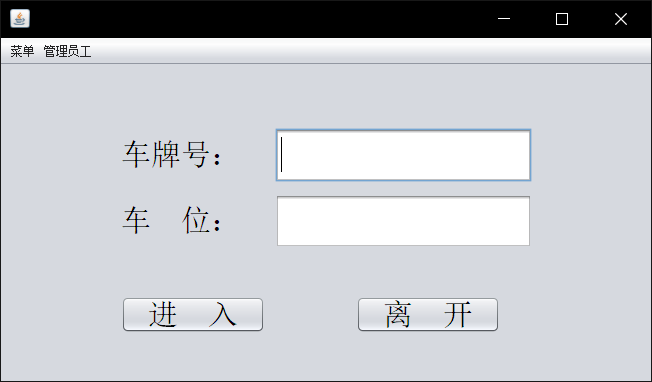 菜单 管理员工
车牌号：
车 位：
进 入 离 开